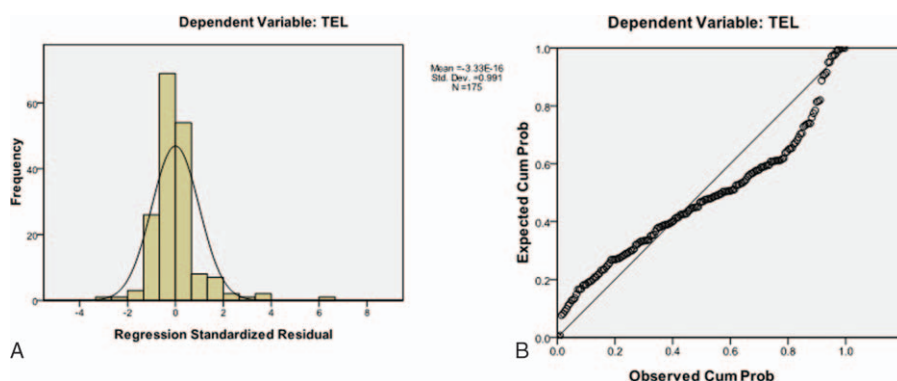 Dependent Variable: TEL
Mean =-3.33E-16
Std. Dev. =0.991
N =175
Frequency
60
40
20
0
-4
-2
0
2
4
6
8
Regression Standardized Residual
A
Dependent Variable: TEL
Expected Cum Prob
1.0
0.8
0.6
0.4
0.2
0.0
0.0
0.2
0.4
0.6
0.8
1.0
Observed Cum Prob
B